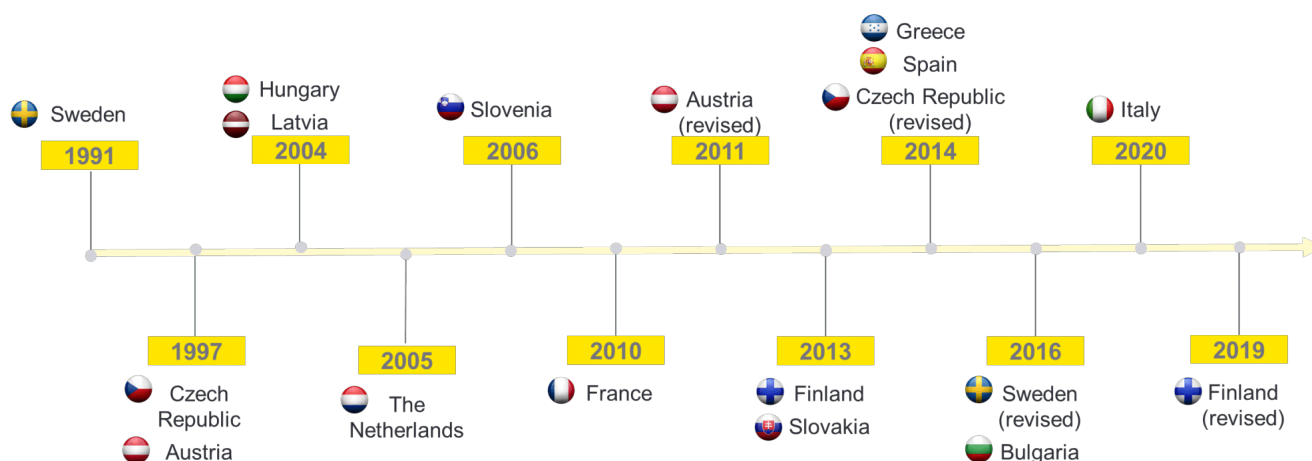 Sweden
1991
Hungary
Latvia
2004
Slovenia
2006
Austria
(revised)
2011
Greece
Spain
Czech Republic
(revised)
2014
Italy
2020
1997
Czech
Republic
Austria
2005
The
Netherlands
2010
France
2013
Finland
Slovakia
2016
Sweden
(revised)
Bulgaria
2019
Finland
(revised)